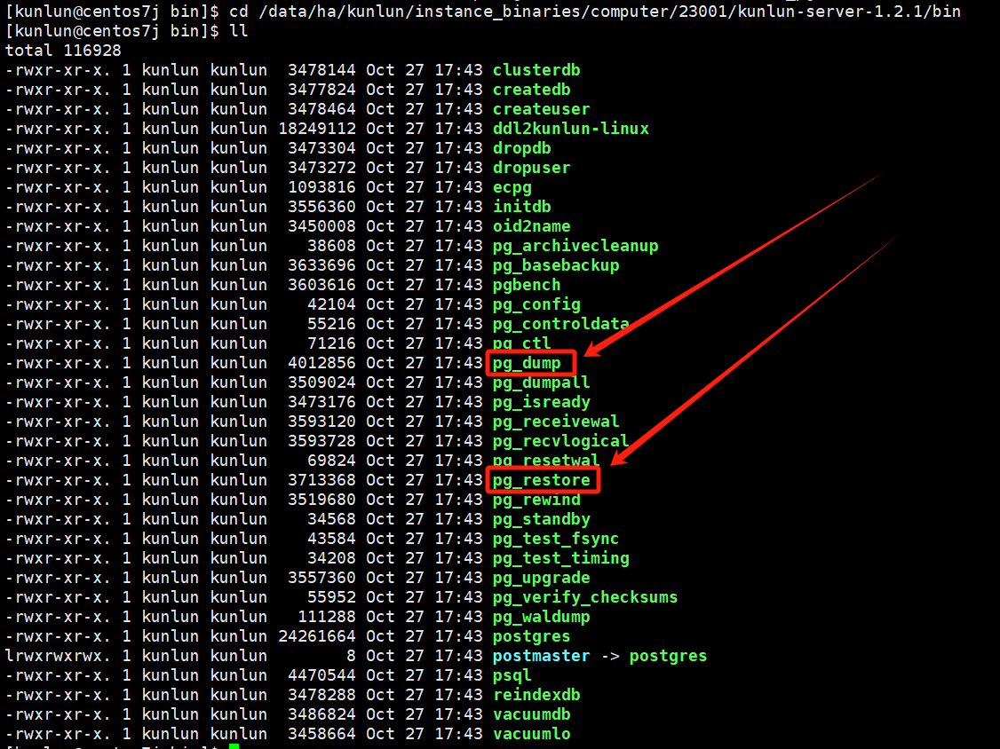 [kunlun@centos7j bin]$ cd /data/ha/kunlun/instance_binaries/computer/23001/kunlun-server-1.2.1/bin
[kunlun@centos7j bin]$ ll
total 116928
-rwxr-xr-x. 1 kunlun kunlun  3478144 Oct 27 17:43 clusterdb
-rwxr-xr-x. 1 kunlun kunlun  3477824 Oct 27 17:43 createdb
-rwxr-xr-x. 1 kunlun kunlun  3478464 Oct 27 17:43 createuser
-rwxr-xr-x. 1 kunlun kunlun 18249112 Oct 27 17:43 ddl2kunlun-linux
-rwxr-xr-x. 1 kunlun kunlun  3473304 Oct 27 17:43 dropdb
-rwxr-xr-x. 1 kunlun kunlun  3473272 Oct 27 17:43 dropuser
-rwxr-xr-x. 1 kunlun kunlun  1093816 Oct 27 17:43 ecpg
-rwxr-xr-x. 1 kunlun kunlun  3556360 Oct 27 17:43 initdb
-rwxr-xr-x. 1 kunlun kunlun  3450008 Oct 27 17:43 oid2name
-rwxr-xr-x. 1 kunlun kunlun    38608 Oct 27 17:43 pg_archivecleanup
-rwxr-xr-x. 1 kunlun kunlun  3633696 Oct 27 17:43 pg_basebackup
-rwxr-xr-x. 1 kunlun kunlun  3603616 Oct 27 17:43 pgbench
-rwxr-xr-x. 1 kunlun kunlun    42104 Oct 27 17:43 pg_config
-rwxr-xr-x. 1 kunlun kunlun    55216 Oct 27 17:43 pg_controldata
-rwxr-xr-x. 1 kunlun kunlun    71216 Oct 27 17:43 pg_ctl
-rwxr-xr-x. 1 kunlun kunlun  4012856 Oct 27 17:43 pg_dump
-rwxr-xr-x. 1 kunlun kunlun  3509024 Oct 27 17:43 pg_dumpall
-rwxr-xr-x. 1 kunlun kunlun  3473176 Oct 27 17:43 pg_isready
-rwxr-xr-x. 1 kunlun kunlun  3593120 Oct 27 17:43 pg_receivewal
-rwxr-xr-x. 1 kunlun kunlun  3593728 Oct 27 17:43 pg_recvlogical
-rwxr-xr-x. 1 kunlun kunlun    69824 Oct 27 17:43 pg_resetwal
-rwxr-xr-x. 1 kunlun kunlun  3713368 Oct 27 17:43 pg_restore
-rwxr-xr-x. 1 kunlun kunlun  3519680 Oct 27 17:43 pg_rewind
-rwxr-xr-x. 1 kunlun kunlun    34568 Oct 27 17:43 pg_standby
-rwxr-xr-x. 1 kunlun kunlun    43584 Oct 27 17:43 pg_test_fsync
-rwxr-xr-x. 1 kunlun kunlun    34208 Oct 27 17:43 pg_test_timing
-rwxr-xr-x. 1 kunlun kunlun  3557360 Oct 27 17:43 pg_upgrade
-rwxr-xr-x. 1 kunlun kunlun    55952 Oct 27 17:43 pg_verify_checksums
-rwxr-xr-x. 1 kunlun kunlun   111288 Oct 27 17:43 pg_waldump
-rwxr-xr-x. 1 kunlun kunlun 24261664 Oct 27 17:43 postgres
lrwxrwxrwx. 1 kunlun kunlun        8 Oct 27 17:43 postmaster -> postgres
-rwxr-xr-x. 1 kunlun kunlun  4470544 Oct 27 17:43 psql
-rwxr-xr-x. 1 kunlun kunlun  3478288 Oct 27 17:43 reindexdb
-rwxr-xr-x. 1 kunlun kunlun  3486824 Oct 27 17:43 vacuumdb
-rwxr-xr-x. 1 kunlun kunlun  3458664 Oct 27 17:43 vacuumlo